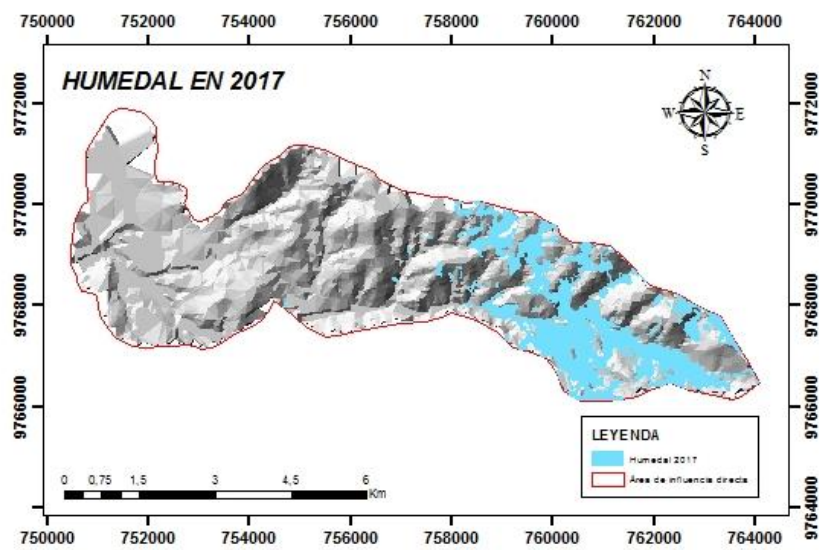 750000 752000 754000 756000 758000 760000 762000 764000
HUMEDAL EN 2017
N
W E
S
9772000 9772000
9770000 9770000
9768000 9768000
9766000 9766000
9764000
LEYENDA
Humedal 2017
Área de influencia directa
0 0,75 1,5 3 4,5 6
Km
750000 752000 754000 756000 758000 760000 762000 764000